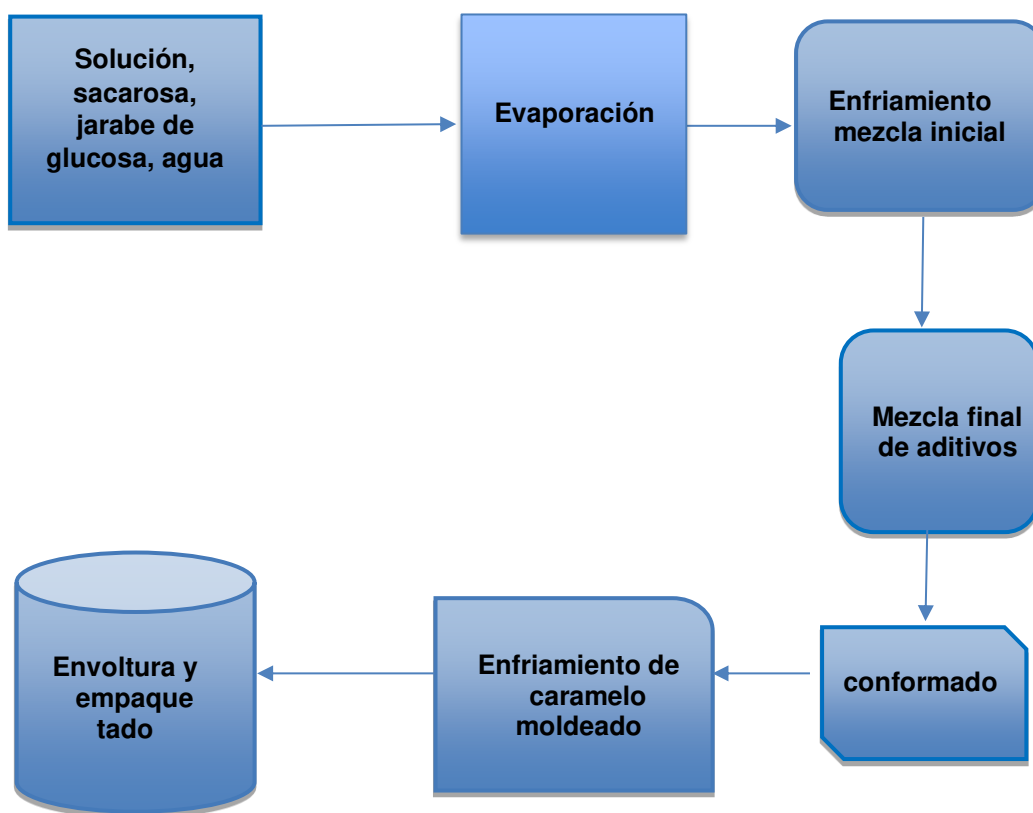 Solución,
sacarosa,
jarabe de
glucosa, agua
Evaporación
Enfriamiento
mezcla inicial
Mezcla final
de aditivos
conformado
Enfriamiento de
caramelo
moldeado
Envoltura y
empaque
tado